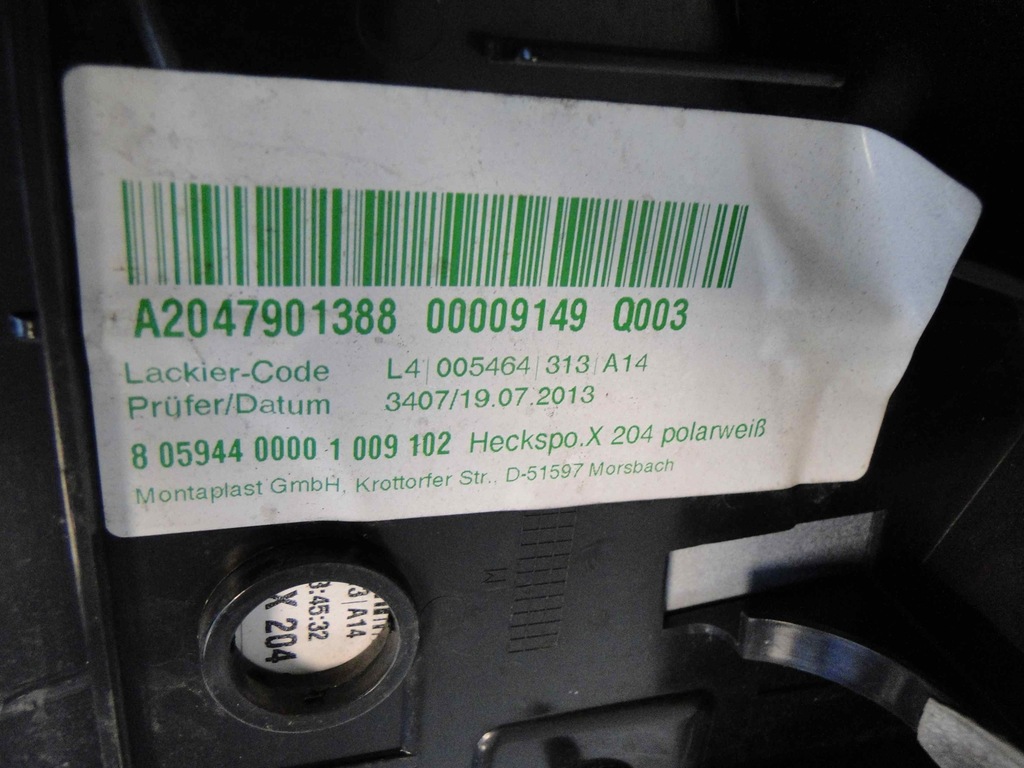 A2047901388 00009149 Q003
Lackier-Code L4|005464|313|A14
Prüfer/Datum 3407/19.07.2013
8 05944 0000 1 009 102 Heckspo.X 204 polarweiß
Montaplast GmbH, Krottorfer Str., D-51597 Morsbach
3|A14
3:45:32
X 204